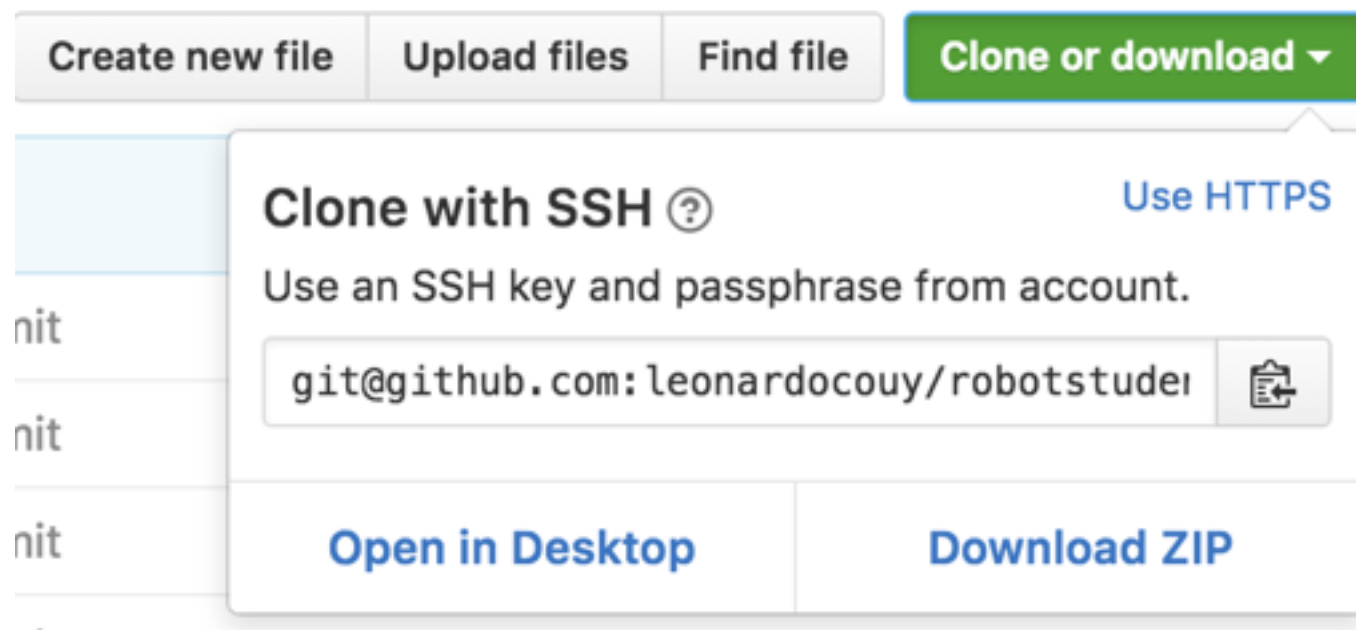 Create new file Upload files Find file Clone or download
Clone with SSH Use HTTPS
Use an SSH key and passphrase from account.
git@github.com:leonardocouy/robotstuder
nit
nit
Open in Desktop Download ZIP
nit